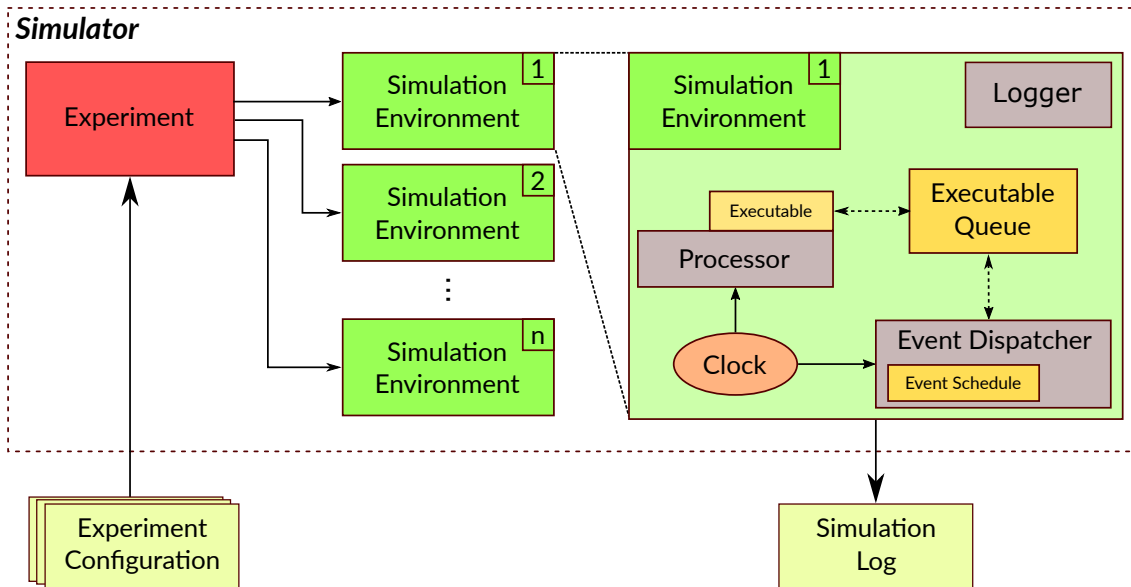 Simulator
Experiment
Simulation
Environment
1
Simulation
Environment
2
⋮
Simulation
Environment
n
Simulation
Environment
1
Logger
Executable
Executable
Queue
Processor
Clock
Event Dispatcher
Event Schedule
Experiment
Configuration
Simulation
Log